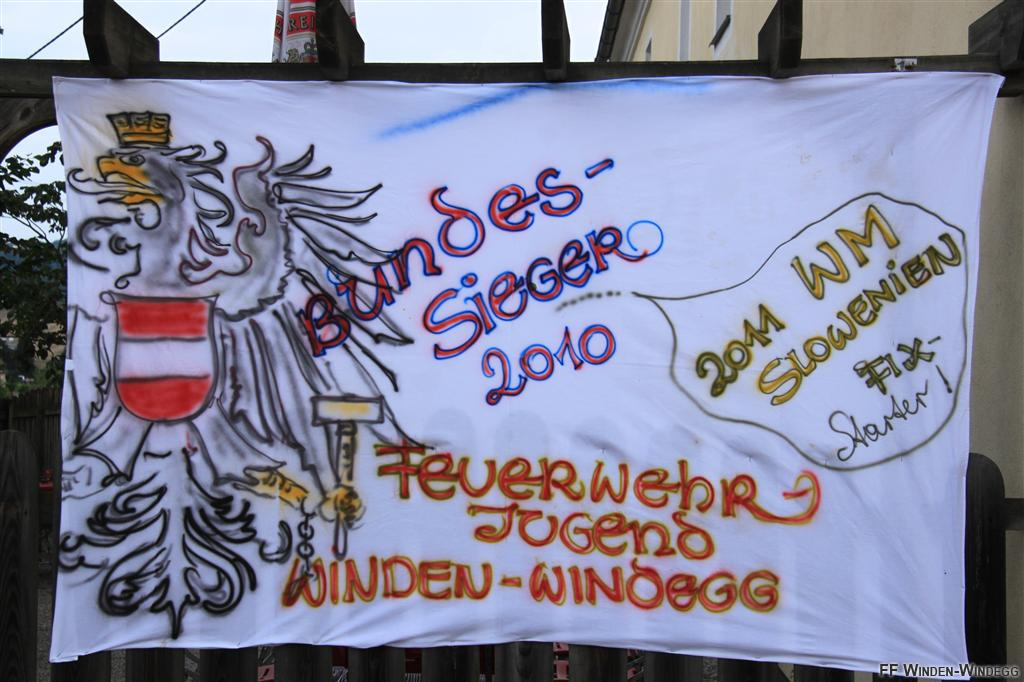 BUNDES-
SIEGER
2010
2011 WM
SLOWENIEN
FIX-
Starter!
FEUERWEHR-
JUGEND
WINDEN-WINDEGG
FF WINDEN-WINDEGG